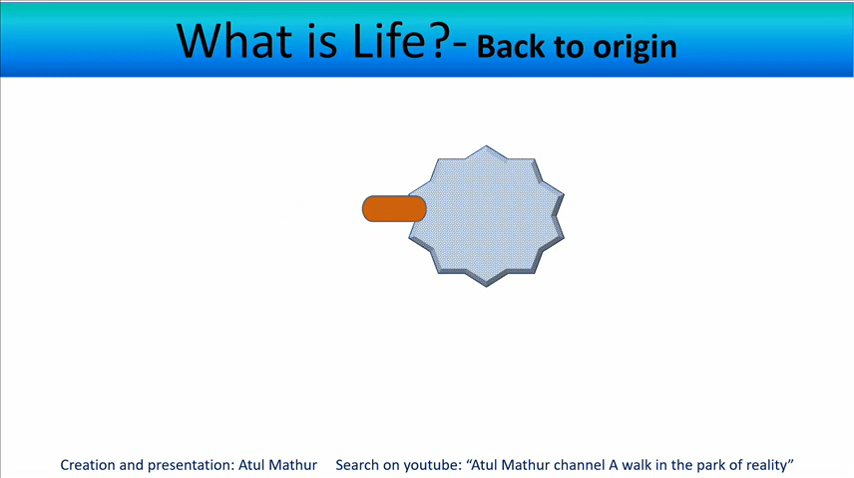 What is Life?- Back to origin
Creation and presentation: Atul Mathur Search on youtube: “Atul Mathur channel A walk in the park of reality”